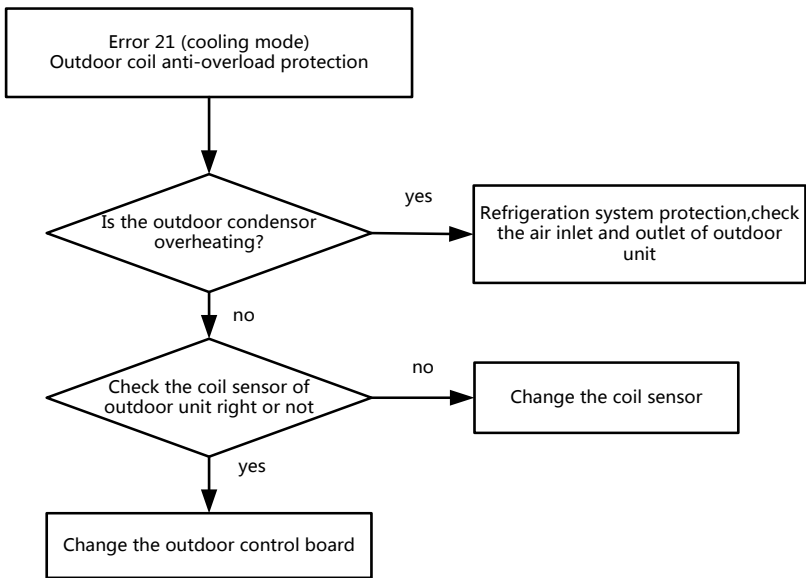 Error 21 (cooling mode)
Outdoor coil anti-overload protection
Is the outdoor condensor
overheating?
yes
Refrigeration system protection,check
the air inlet and outlet of outdoor
unit
no
Check the coil sensor of
outdoor unit right or not
no
Change the coil sensor
yes
Change the outdoor control board